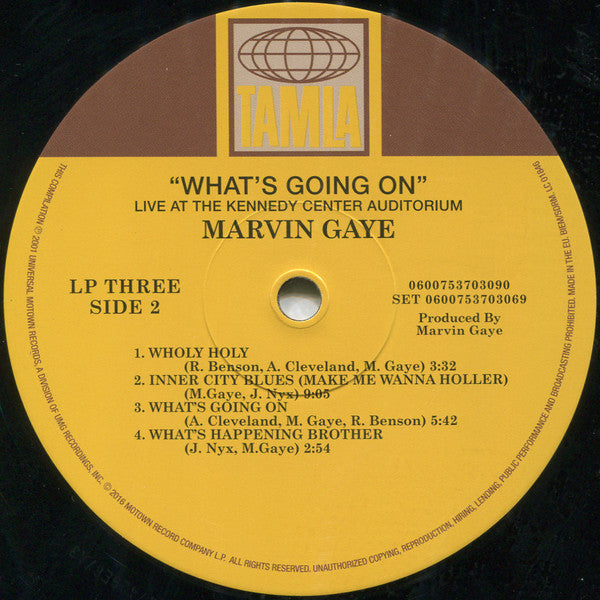 TAMLA
"WHAT'S GOING ON"
LIVE AT THE KENNEDY CENTER AUDITORIUM
MARVIN GAYE
LP THREE
SIDE 2
0600753703090
SET 0600753703069
Produced By
Marvin Gaye
1. WHOLY HOLY
(R. Benson, A. Cleveland, M. Gaye) 3:32
2. INNER CITY BLUES (MAKE ME WANNA HOLLER)
(M.Gaye, J. Nyx) 9:05
3. WHAT'S GOING ON
(A. Cleveland, M. Gaye, R. Benson) 5:42
4. WHAT'S HAPPENING BROTHER
(J. Nyx, M.Gaye) 2:54
THIS COMPILATION ℗ 2001 UNIVERSAL MOTOWN RECORDS, A DIVISION OF UMG RECORDINGS, INC. © 2016 MOTOWN RECORD COMPANY L.P. ALL RIGHTS RESERVED. UNAUTHORIZED COPYING, REPRODUCTION, HIRING, LENDING, PUBLIC PERFORMANCE AND BROADCASTING PROHIBITED. MADE IN THE EU. BIEM/SDRM. LC 01846